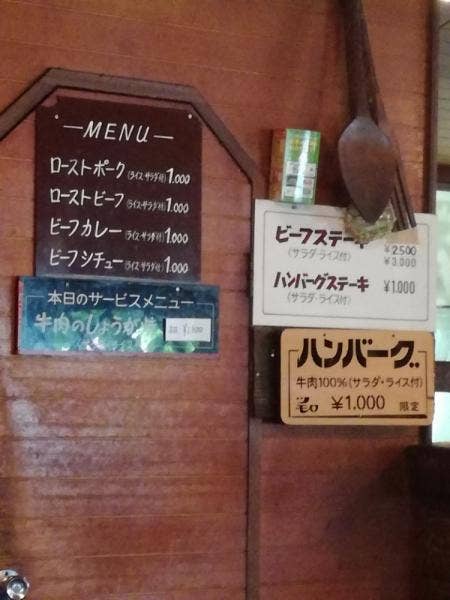 MENU
ローストポーク(ライス・サラダ付)1.000
ローストビーフ(ライス・サラダ付)1.000
ビーフカレー(ライス・サラダ付)1.000
ビーフシチュー(ライス・サラダ付)1.000
本日のサービスメニュー
牛肉のしょうが
ビーフステーキ ¥2.500
(サラダ・ライス付) ¥3.000
ハンバーグステーキ ¥1.000
(サラダ・ライス付)
ハンバーグ
牛肉100%(サラダ・ライス付)
¥1.000 限定